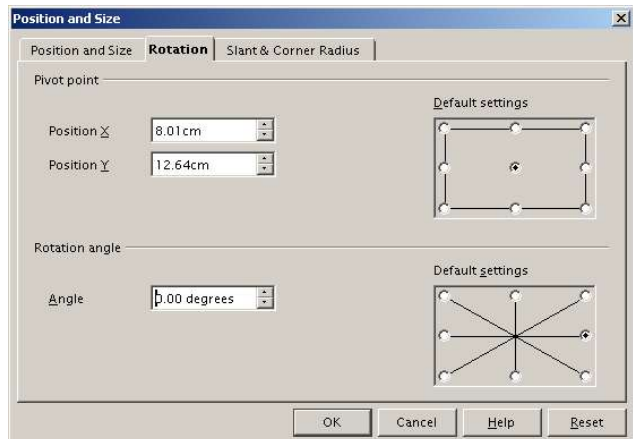 Position and Size
Position and Size Rotation Slant & Corner Radius
Pivot point
Default settings
Position X 8.01cm
Position Y 12.64cm
Rotation angle
Default settings
Angle 0.00 degrees
OK Cancel Help Reset